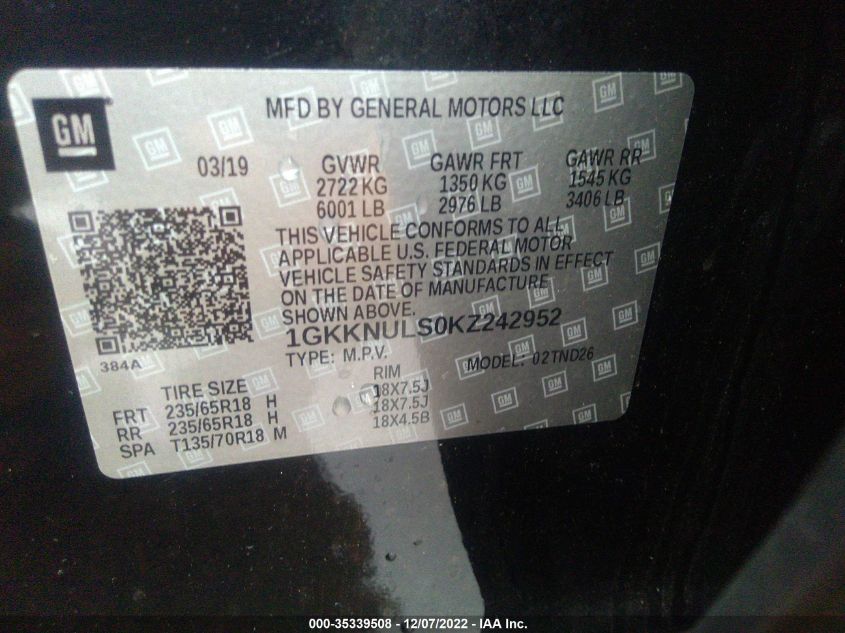 GM
MFD BY GENERAL MOTORS LLC
03/19 GVWR GAWR FRT GAWR RR
2722 KG 1350 KG 1545 KG
6001 LB 2976 LB 3406 LB
THIS VEHICLE CONFORMS TO ALL
APPLICABLE U.S. FEDERAL MOTOR
VEHICLE SAFETY STANDARDS IN EFFECT
ON THE DATE OF MANUFACTURE
SHOWN ABOVE.
1GKKNULS0KZ242952
384A
TYPE: M.P.V. MODEL: 02TND26
TIRE SIZE RIM
FRT 235/65R18 H 18X7.5J
RR 235/65R18 H 18X7.5J
SPA T135/70R18 M 18X4.5B
000-35339508 - 12/07/2022 - IAA Inc.